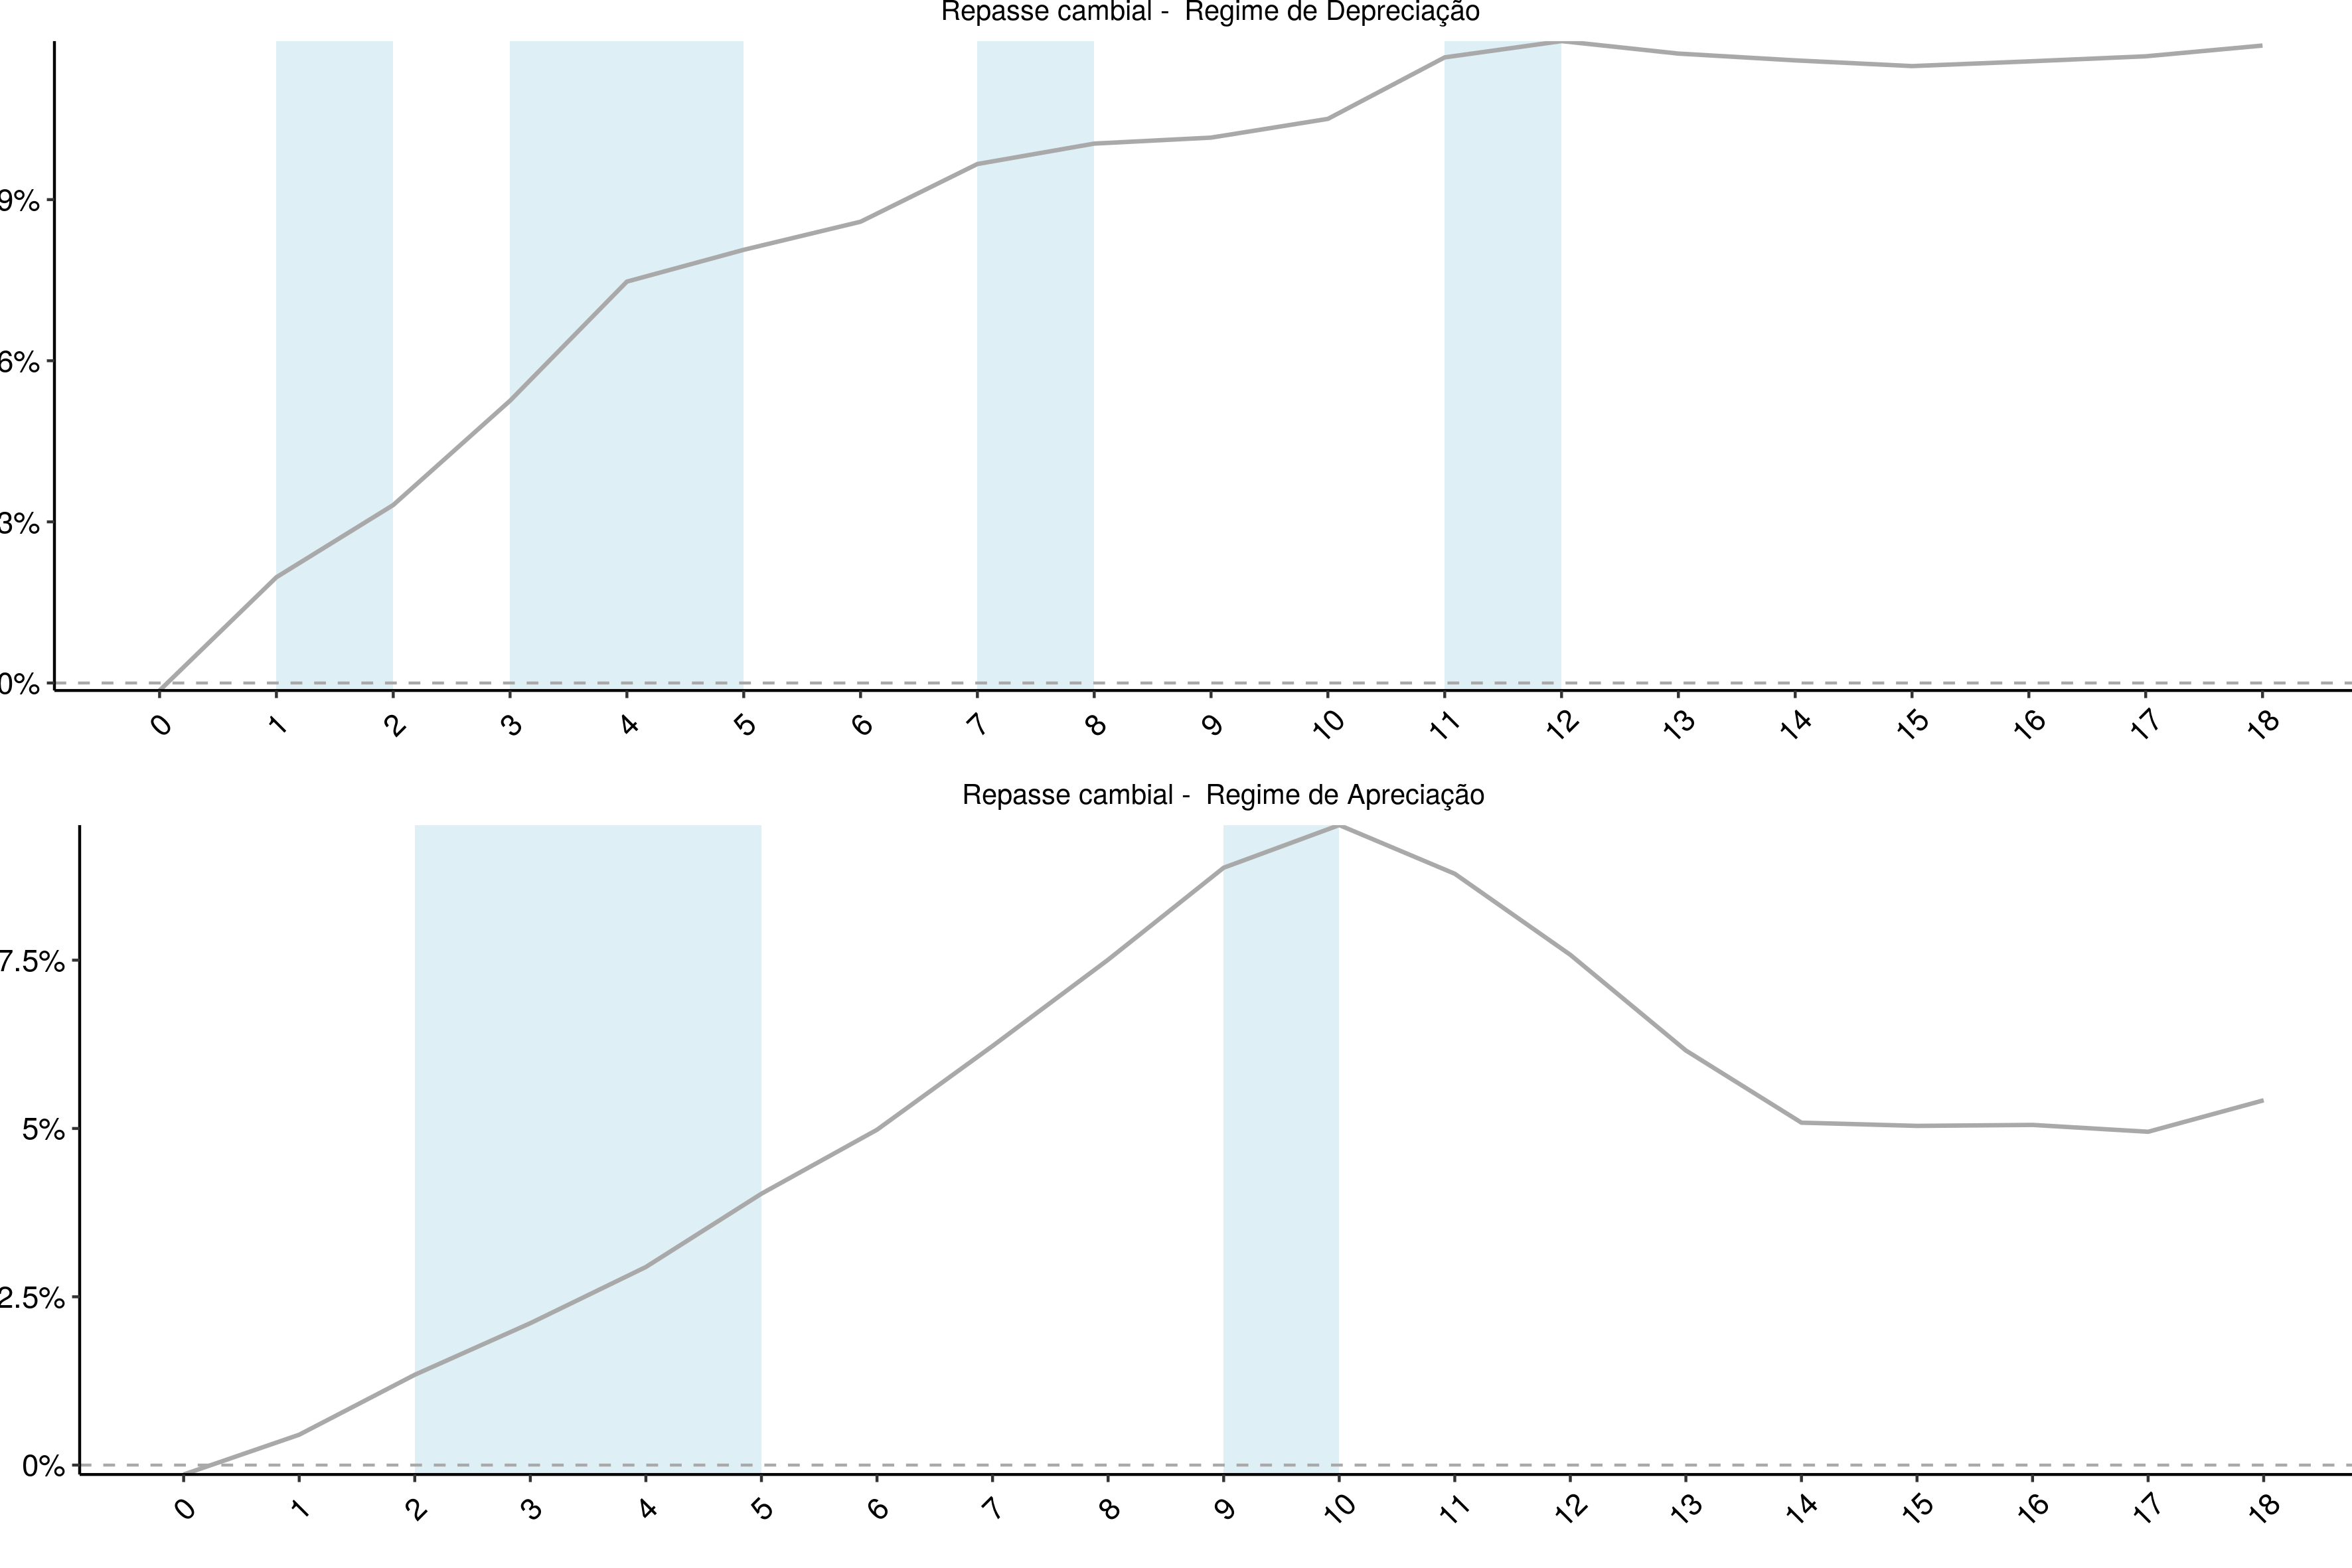 Repasse cambial -  Regime de Depreciação
9%
6%
3%
0%
0 1 2 3 4 5 6 7 8 9 10 11 12 13 14 15 16 17 18
Repasse cambial -  Regime de Apreciação
7.5%
5%
2.5%
0%
0 1 2 3 4 5 6 7 8 9 10 11 12 13 14 15 16 17 18